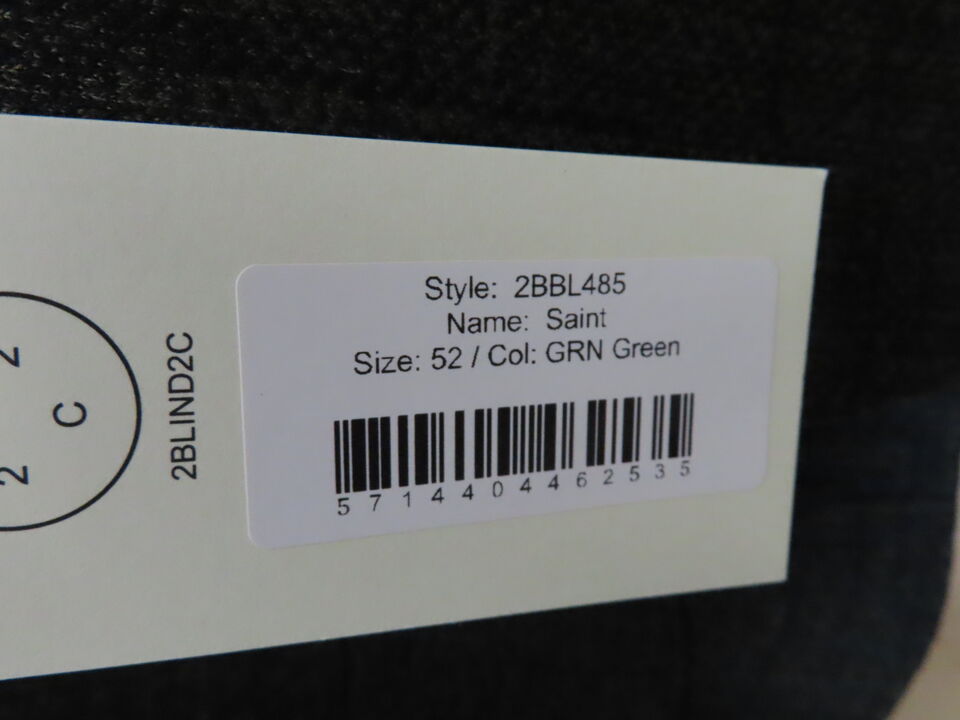 2
C
2
2BLIND2C
Style: 2BBL485
Name: Saint
Size: 52 / Col: GRN Green
5714404462535